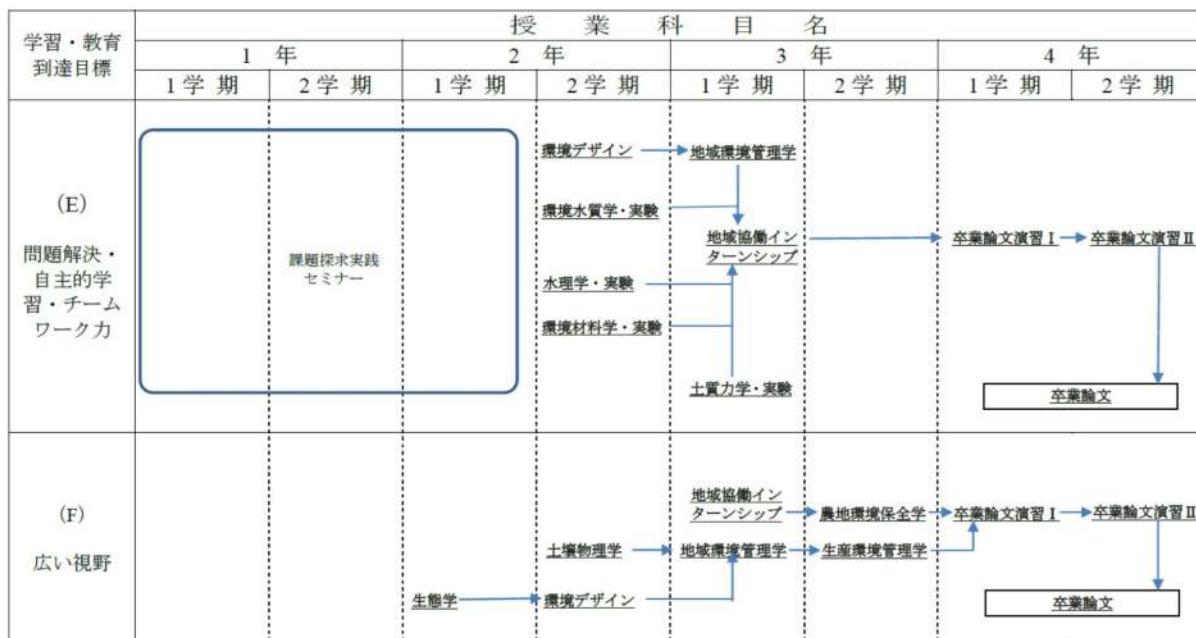 学習・教育
到達目標
授業科目名
1年
2年
3年
4年
1学期
2学期
1学期
2学期
1学期
2学期
1学期
2学期
(E)
問題解決・
自主的学
習・チーム
ワーク力
課題探求実践
セミナー
環境デザイン
地域環境管理学
環境水質学・実験
地域協働イン
ターンシップ
卒業論文演習Ⅰ
卒業論文演習Ⅱ
水理学・実験
環境材料学・実験
土質力学・実験
卒業論文
(F)
広い視野
地域協働イン
ターンシップ
農地環境保全学
卒業論文演習Ⅰ
卒業論文演習Ⅱ
土壌物理学
地域環境管理学
生産環境管理学
生態学
環境デザイン
卒業論文